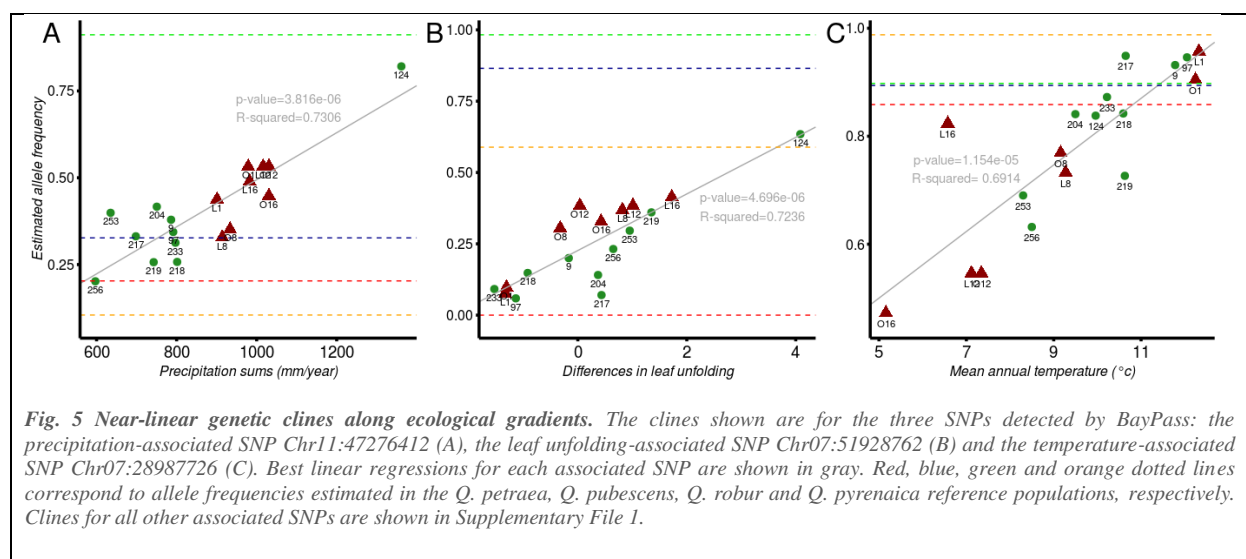 A
B
C
Estimated allele frequency
0.75
0.50
0.25
600
800
1000
1200
Precipitation sums (mm/year)
p-value=3.816e-06
R-squared=0.7306
124
253
204
217
9
97
233
219
218
256
L1
L16
O16
L8
O8
1.00
0.75
0.50
0.25
0.00
0
2
4
Differences in leaf unfolding
p-value=4.696e-06
R-squared=0.7236
124
O12
L8
L12
L16
O8
O16
219
253
256
9
218
204
217
233
L1
97
1.0
0.8
0.6
5
7
9
11
Mean annual temperature (°c)
p-value=1.154e-05
R-squared= 0.6914
L1
217
9
97
O1
233
204
124
218
L16
O8
L8
219
253
256
L12
O12
O16
Fig. 5 Near-linear genetic clines along ecological gradients. The clines shown are for the three SNPs detected by BayPass: the
precipitation-associated SNP Chr11:47276412 (A), the leaf unfolding-associated SNP Chr07:51928762 (B) and the temperature-associated
SNP Chr07:28987726 (C). Best linear regressions for each associated SNP are shown in gray. Red, blue, green and orange dotted lines
correspond to allele frequencies estimated in the Q. petraea, Q. pubescens, Q. robur and Q. pyrenaica reference populations, respectively.
Clines for all other associated SNPs are shown in Supplementary File 1.